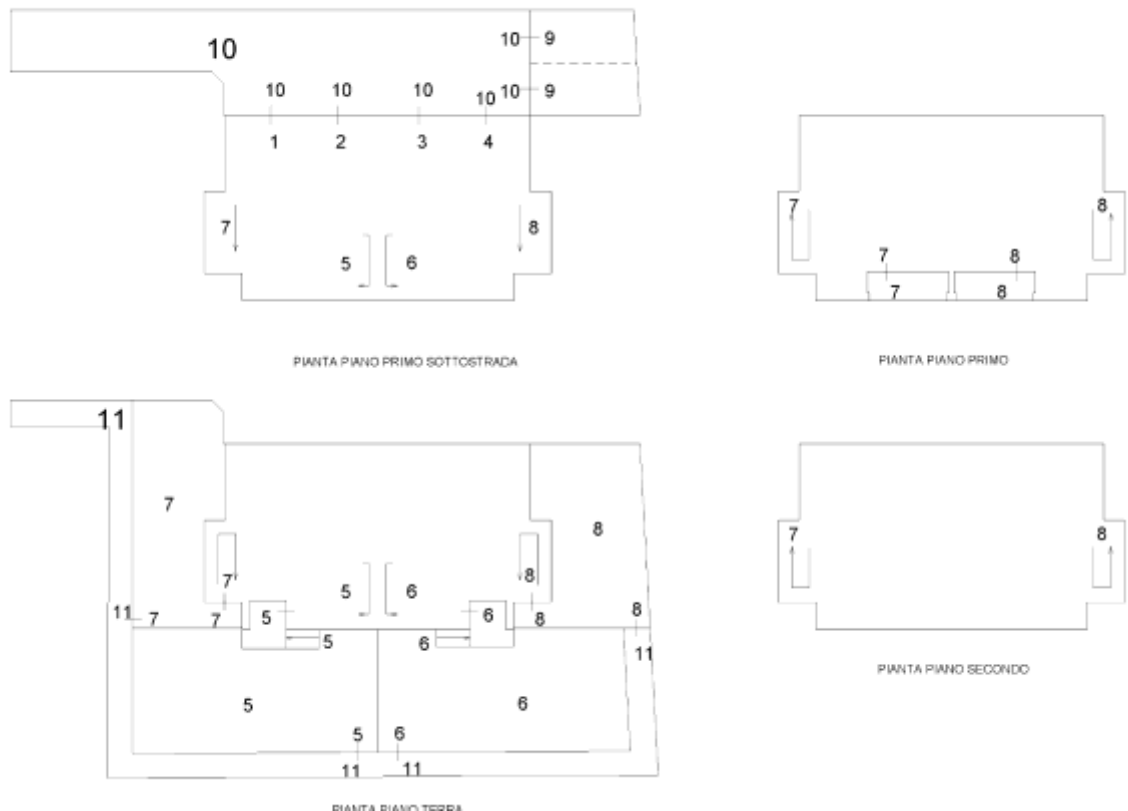 10
10 9
10 10 10 10 10 9
1 2 3 4
7 8
5 6
PIANTA PIANO PRIMO SOTTOSTRADA
7 8
7 8
7 8
PIANTA PIANO PRIMO
11
7 8
7 5 6 8
11 7 7 5 6 8 8
5 6 11
5 6
5 6
11 11
PIANTA PIANO TERRA
7 8
PIANTA PIANO SECONDO